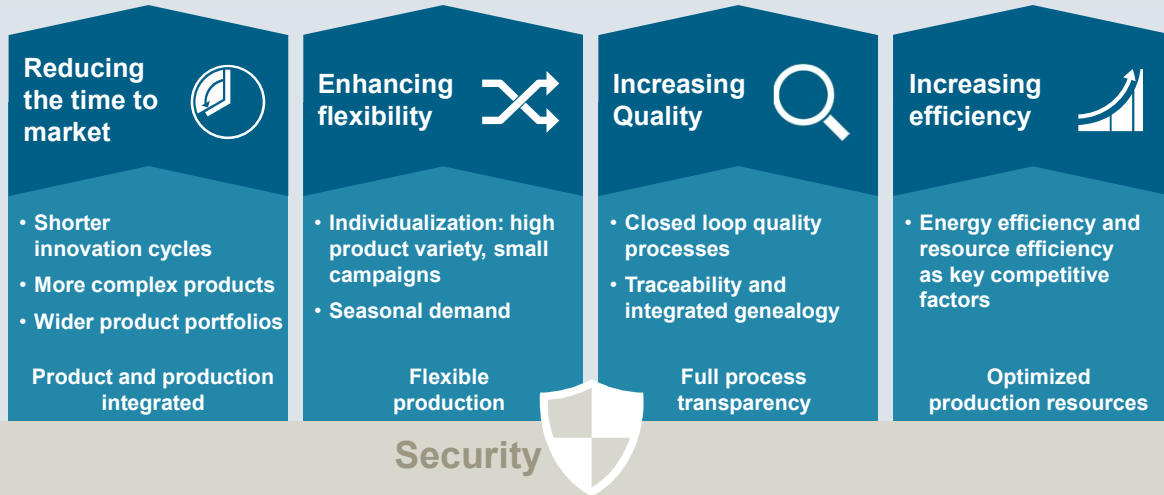 Reducing
the time to
market
• Shorter
innovation cycles
• More complex products
• Wider product portfolios
Product and production
integrated
Enhancing
flexibility
• Individualization: high
product variety, small
campaigns
• Seasonal demand
Flexible
production
Increasing
Quality
• Closed loop quality
processes
• Traceability and
integrated genealogy
Full process
transparency
Increasing
efficiency
• Energy efficiency and
resource efficiency
as key competitive
factors
Optimized
production resources
Security